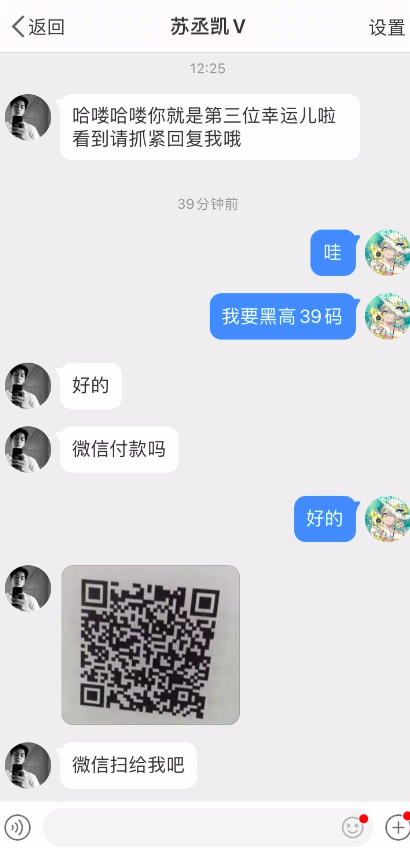 返回
苏丞凯V
设置
12:25
哈喽哈喽你就是第三位幸运儿啦
看到请抓紧回复我哦
39分钟前
哇
我要黑高39码
好的
微信付款吗
好的
微信扫给我吧